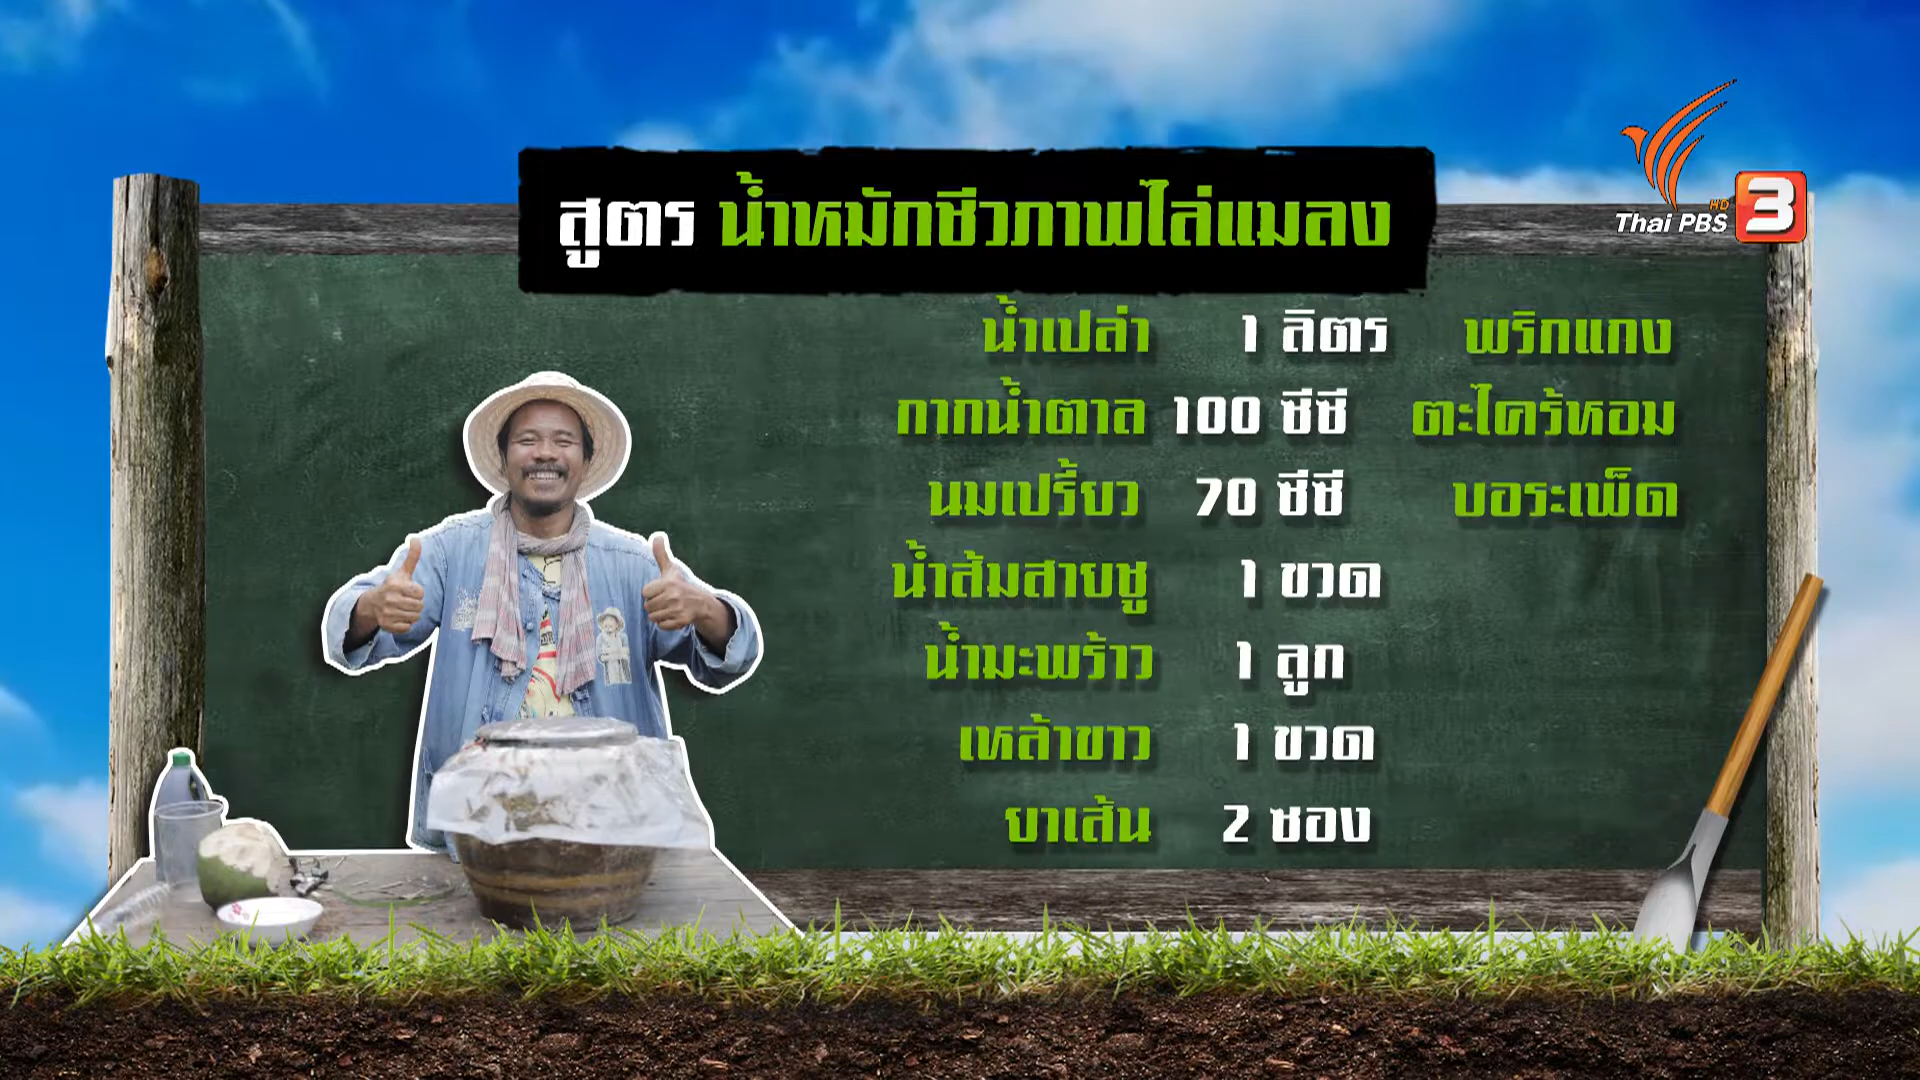 สูตร น้ำหมักชีวภาพไล่แมลง
Thai PBS HD 3
น้ำเปล่า 1 ลิตร พริกแกง
กากน้ำตาล 100 ซีซี ตะไคร้หอม
นมเปรี้ยว 70 ซีซี บอระเพ็ด
น้ำส้มสายชู 1 ขวด
น้ำมะพร้าว 1 ลูก
เหล้าขาว 1 ขวด
ยาเส้น 2 ซอง